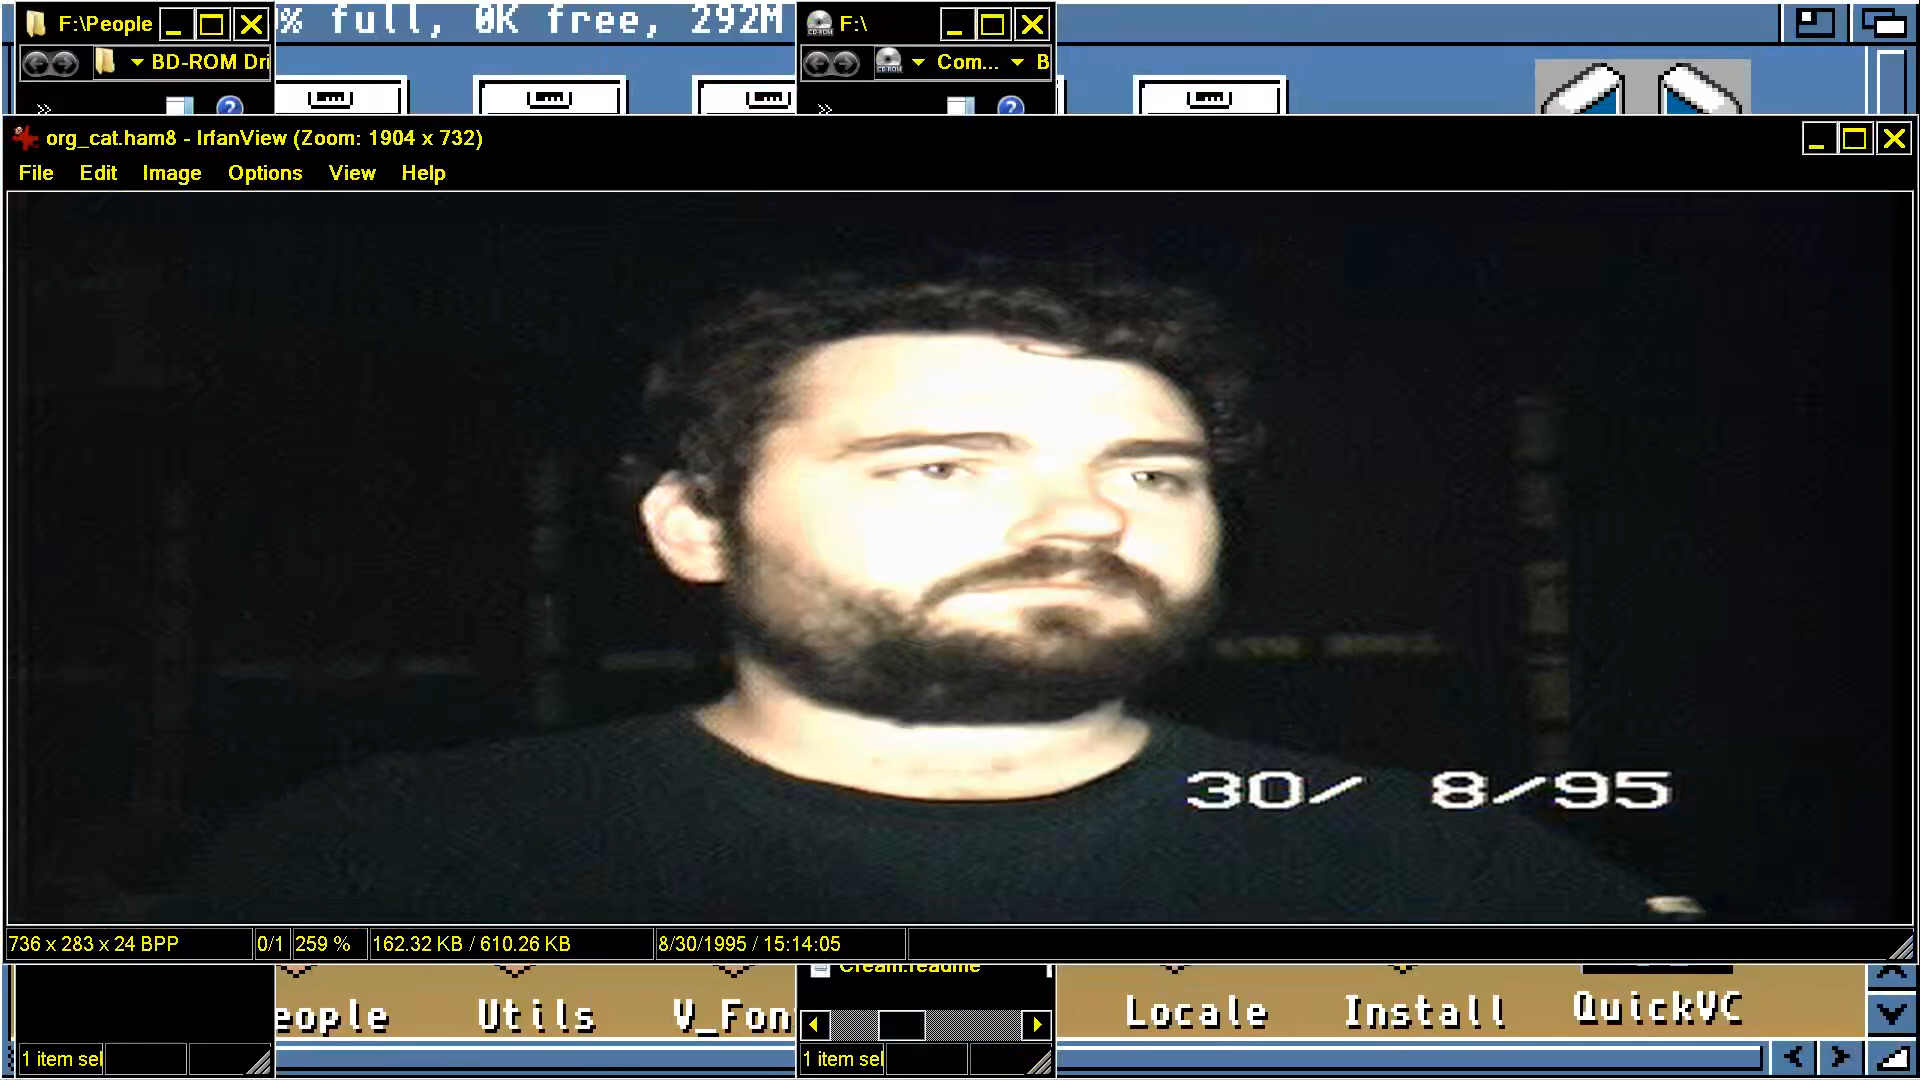 F:\People
% full, 0K free, 292M
F:\
BD-ROM Dri
Com...
B
org_cat.ham8 - IrfanView (Zoom: 1904 x 732)
File Edit Image Options View Help
30/ 8/95
736 x 283 x 24 BPP
0/1
259 %
162.32 KB / 610.26 KB
8/30/1995 / 15:14:05
Cream.readme
eople
Utils
V_Fon
Locale
Install
QuickVC
1 item sel
1 item sel